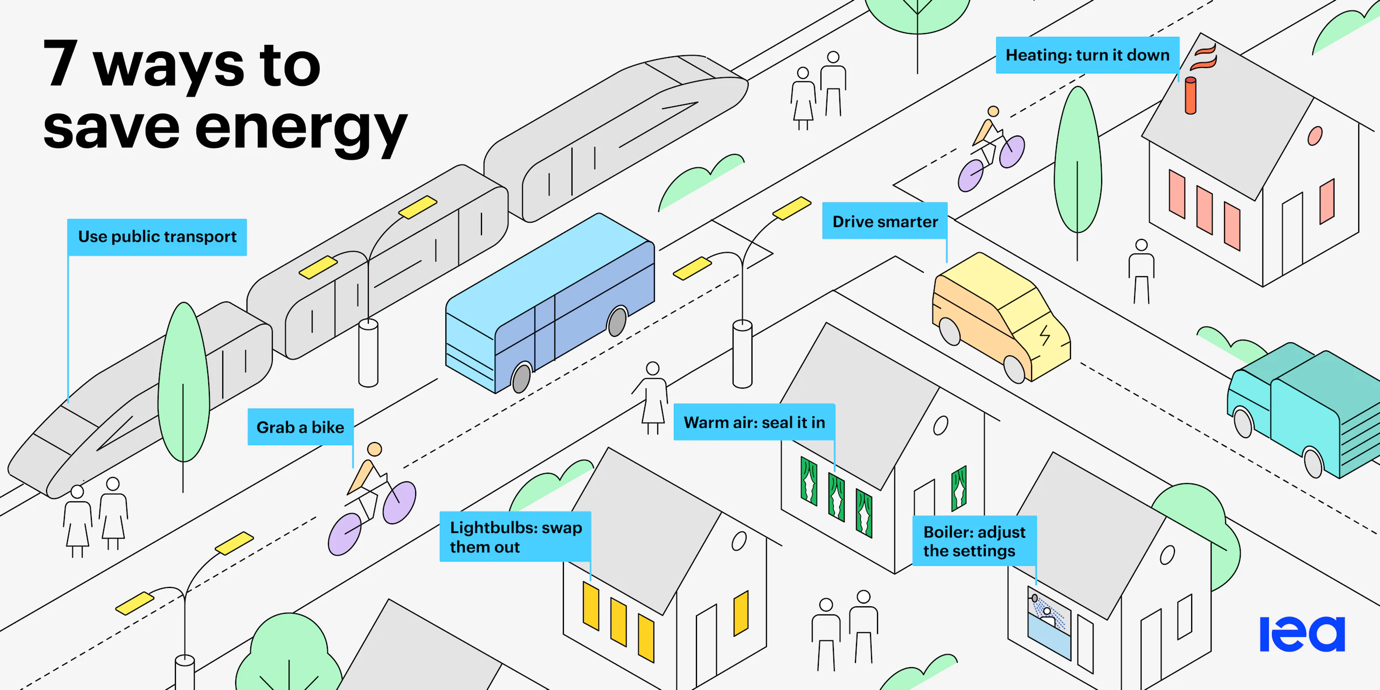 7 ways to
save energy
Heating: turn it down
Use public transport
Drive smarter
Grab a bike
Warm air: seal it in
Lightbulbs: swap
them out
Boiler: adjust
the settings
iea